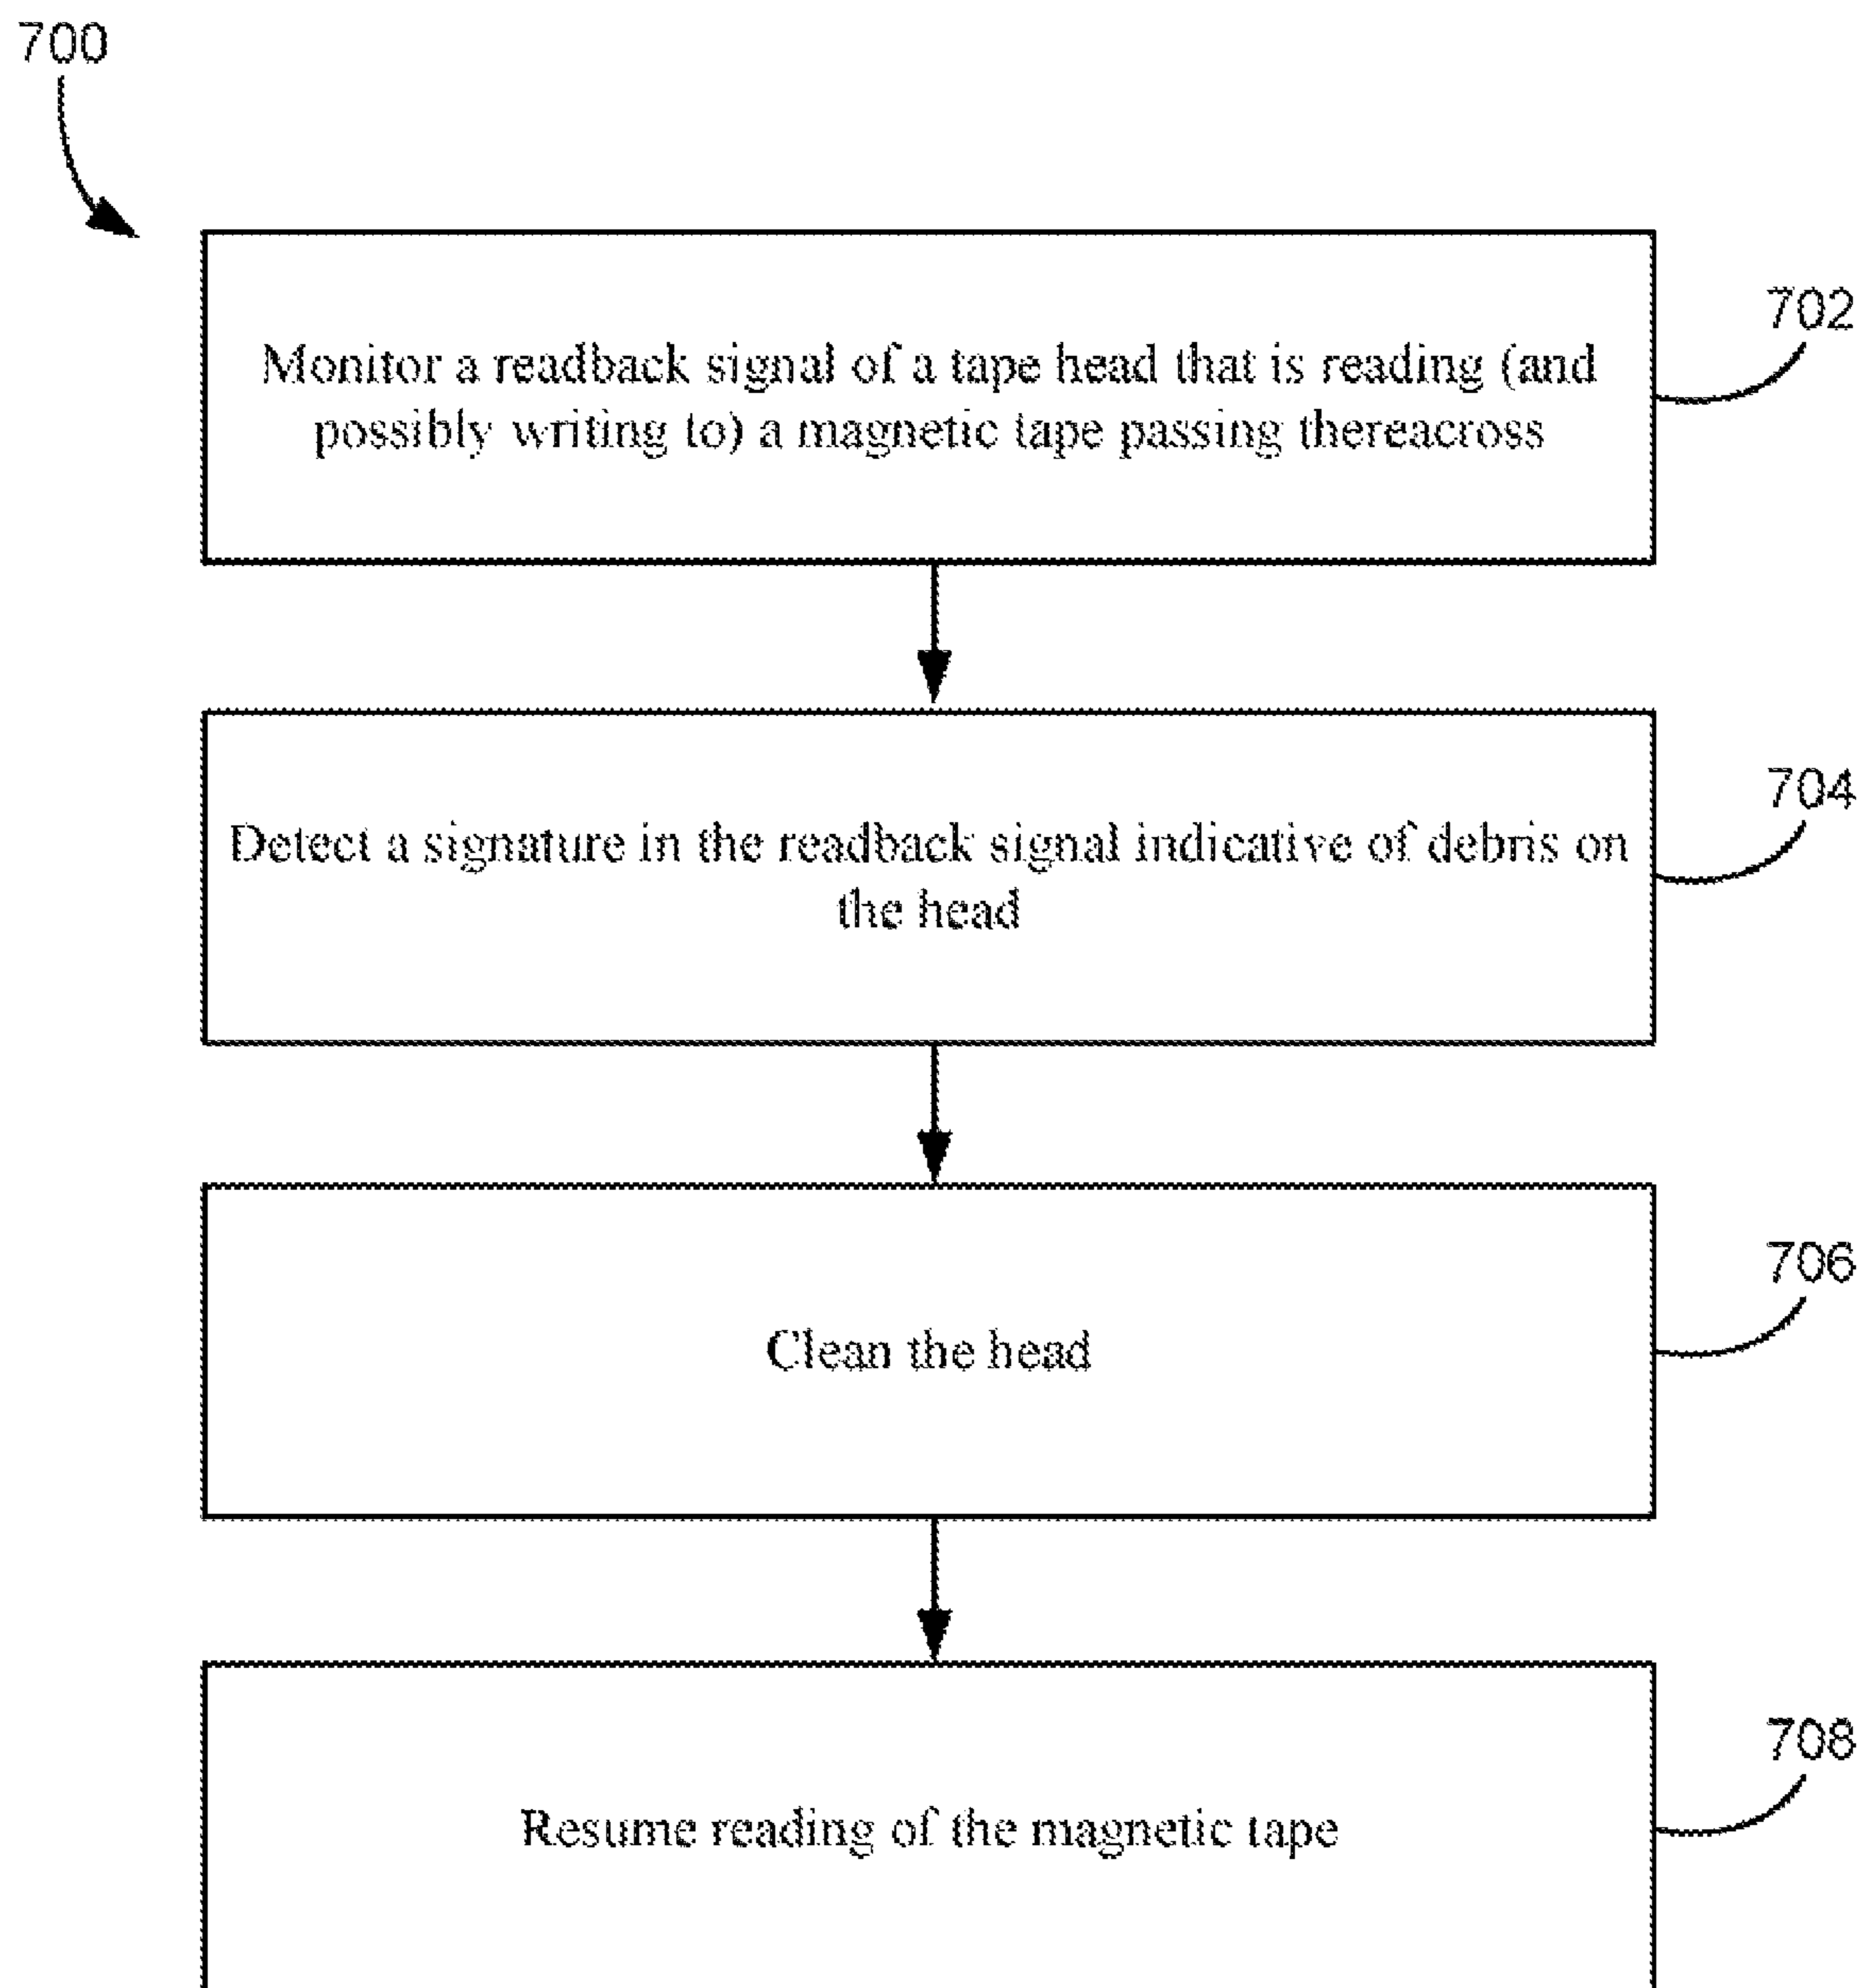 700
Monitor a readback signal of a tape head that is reading (and
possibly writing to) a magnetic tape passing thereacross
702
Detect a signature in the readback signal indicative of debris on
the head
704
Clean the head
706
Resume reading of the magnetic tape
708